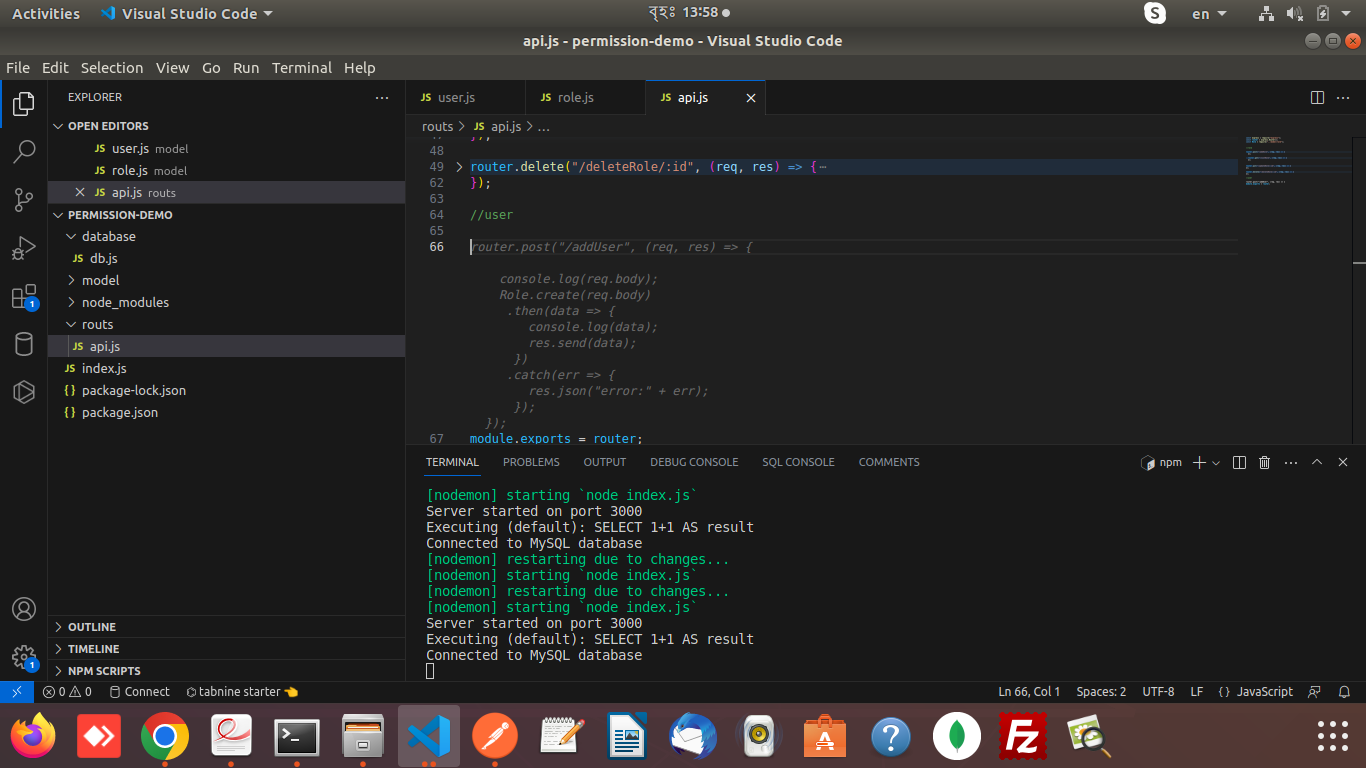 Activities
Visual Studio Code
বৃহঃ 13:58
S
en
api.js - permission-demo - Visual Studio Code
File Edit Selection View Go Run Terminal Help
EXPLORER
JS user.js
JS role.js
JS api.js
routs > JS api.js > ...
OPEN EDITORS
JS user.js model
JS role.js model
JS api.js routs
PERMISSION-DEMO
database
JS db.js
model
node_modules
routs
JS api.js
JS index.js
{} package-lock.json
{} package.json
OUTLINE
TIMELINE
NPM SCRIPTS
1
1
48
49 router.delete("/deleteRole/:id", (req, res) => {⋯
62 });
63
64 //user
65
66 router.post("/addUser", (req, res) => {
console.log(req.body);
Role.create(req.body)
.then(data => {
console.log(data);
res.send(data);
})
.catch(err => {
res.json("error:" + err);
});
});
67 module.exports = router;
TERMINAL PROBLEMS OUTPUT DEBUG CONSOLE SQL CONSOLE COMMENTS
npm
[nodemon] starting `node index.js`
Server started on port 3000
Executing (default): SELECT 1+1 AS result
Connected to MySQL database
[nodemon] restarting due to changes...
[nodemon] starting `node index.js`
[nodemon] restarting due to changes...
[nodemon] starting `node index.js`
Server started on port 3000
Executing (default): SELECT 1+1 AS result
Connected to MySQL database
0 0 Connect tabnine starter
Ln 66, Col 1 Spaces: 2 UTF-8 LF {} JavaScript
A
?
Fz